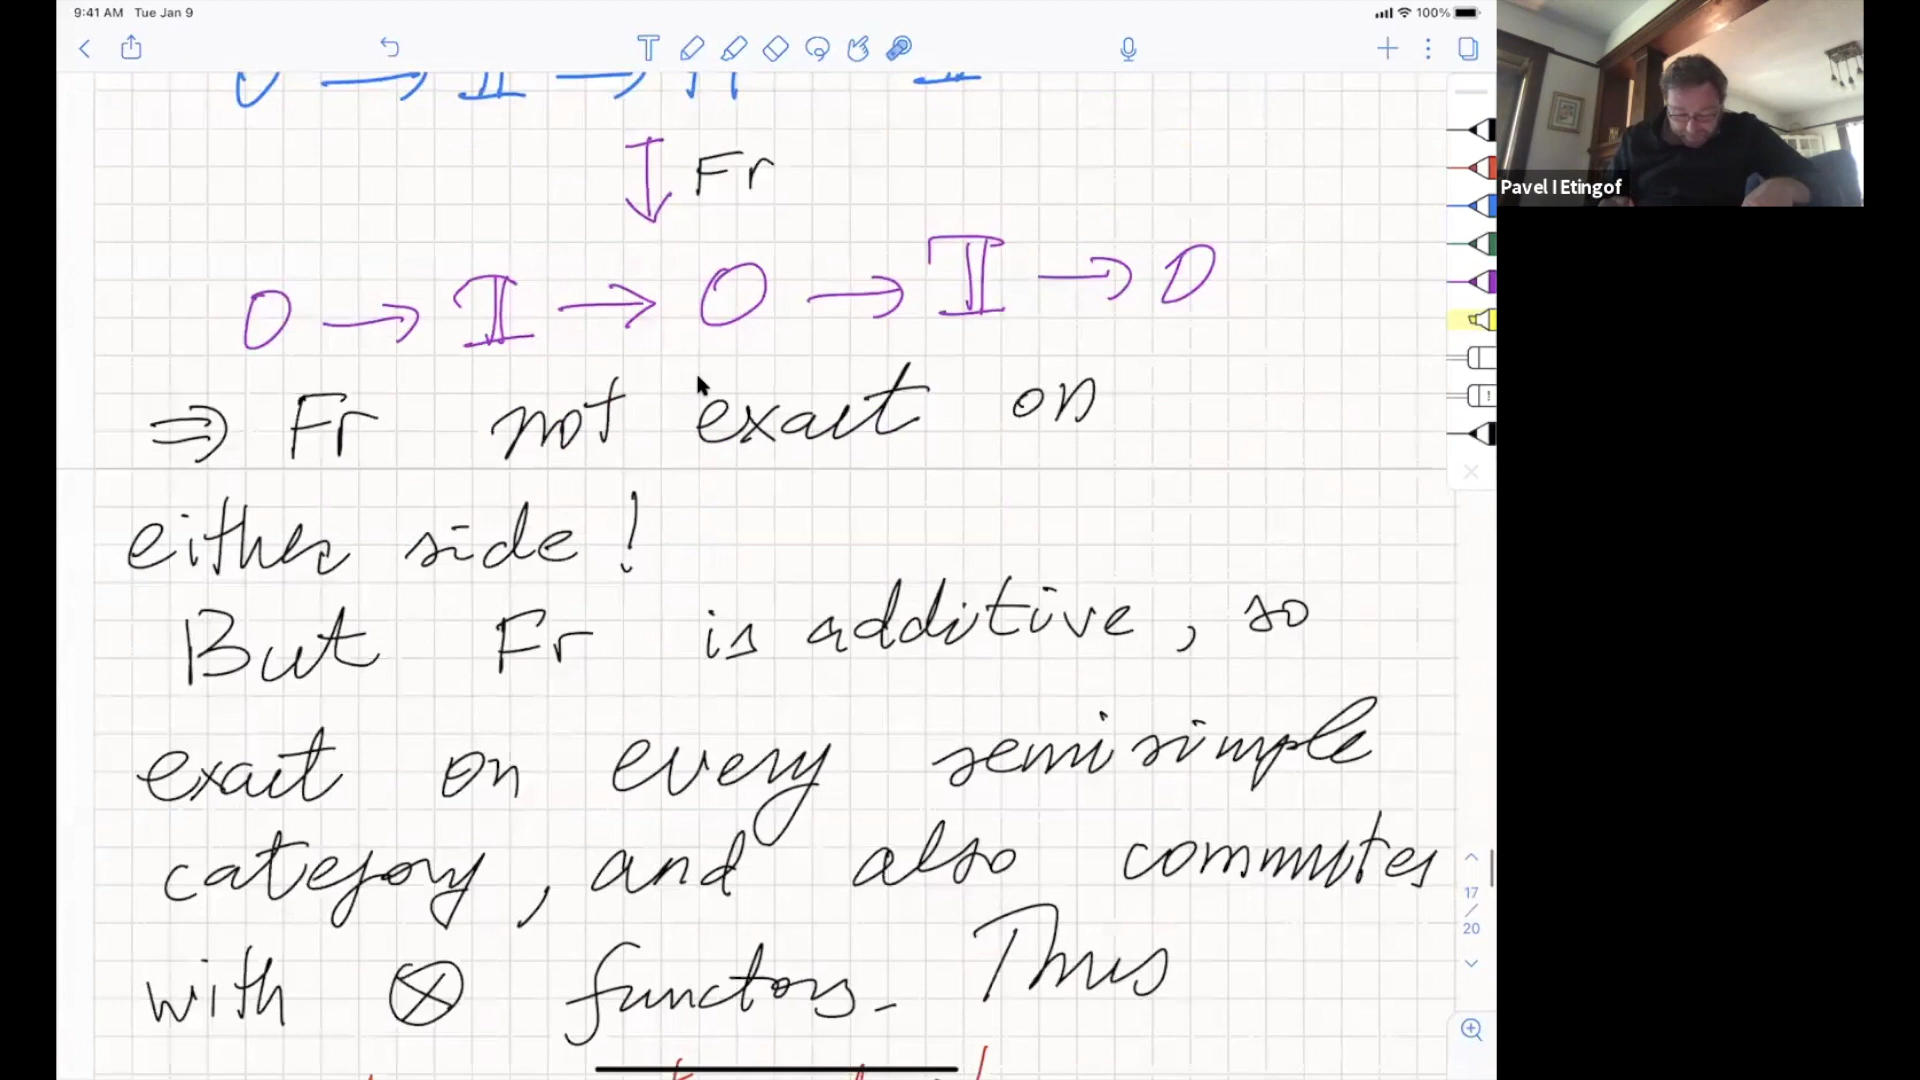 9:41 AM Tue Jan 9
100%
Pavel I Etingof
↓ Fr
0 → 𝟙 → 0 → 𝟙 → 0
⇒ Fr not exact on
either side!
But Fr is additive, so
exact on every semisimple
category, and also commutes
with ⊗ functors. Thus
17
/
20